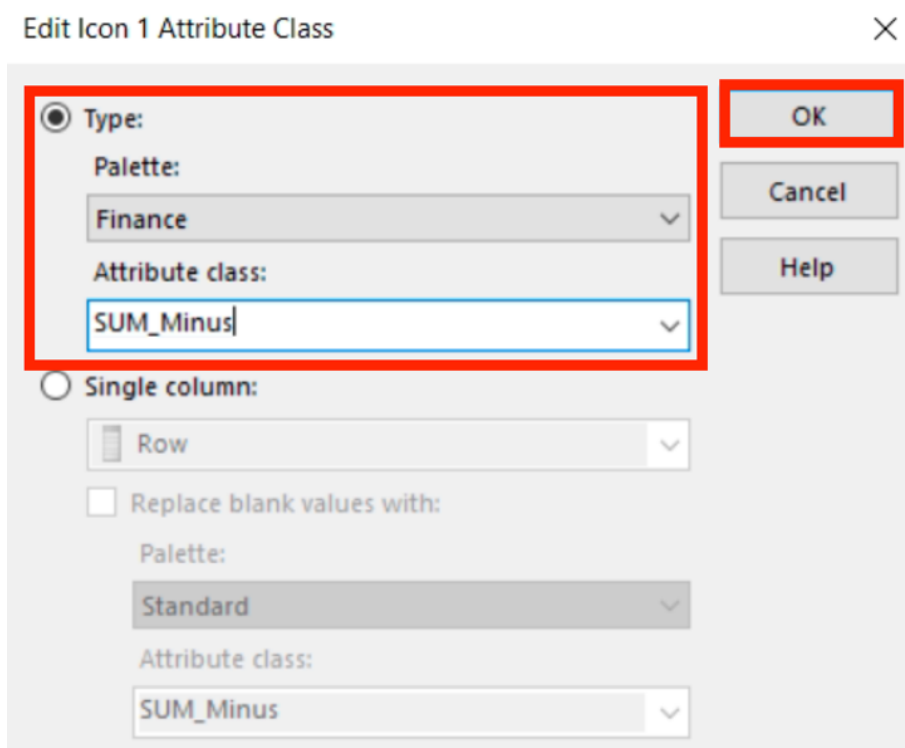 Edit Icon 1 Attribute Class
Type:
OK
Palette:
Finance
Cancel
Attribute class:
Help
SUM_Minus
Single column:
Row
Replace blank values with:
Palette:
Standard
Attribute class:
SUM_Minus